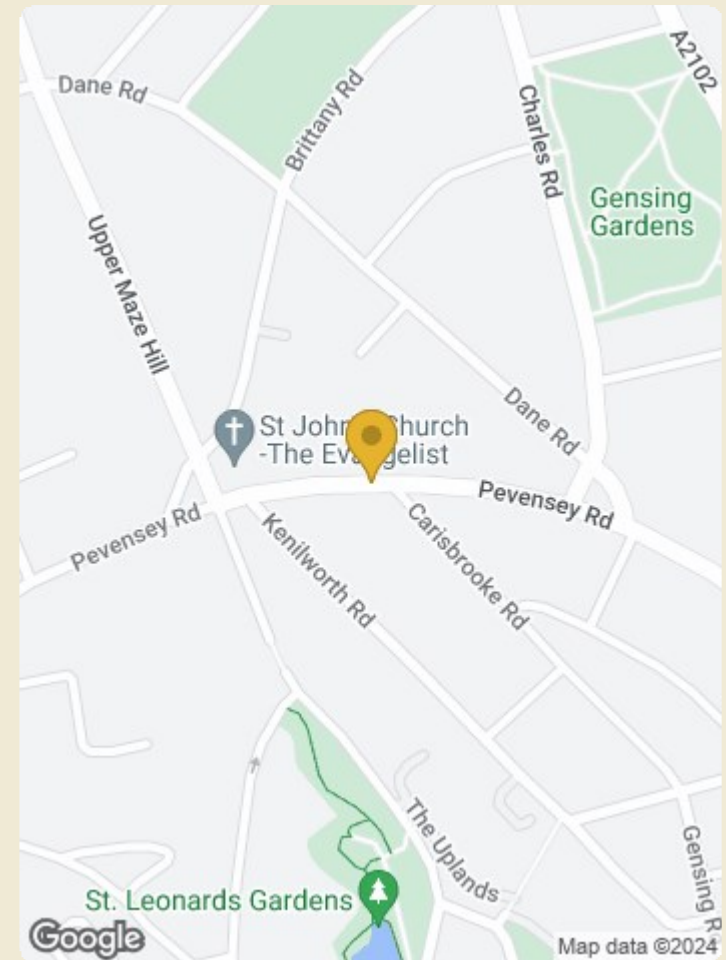 A2102
Dane Rd
Brittany Rd
Charles Rd
Gensing
Gardens
Upper Maze Hill
Dane Rd
St John Church
-The Ev gelist
Pevensey Rd
Pevensey Rd
Kenilworth Rd
Carisbrooke Rd
The Uplands
Gensing R
St. Leonards Gardens
Google
Map data ©2024